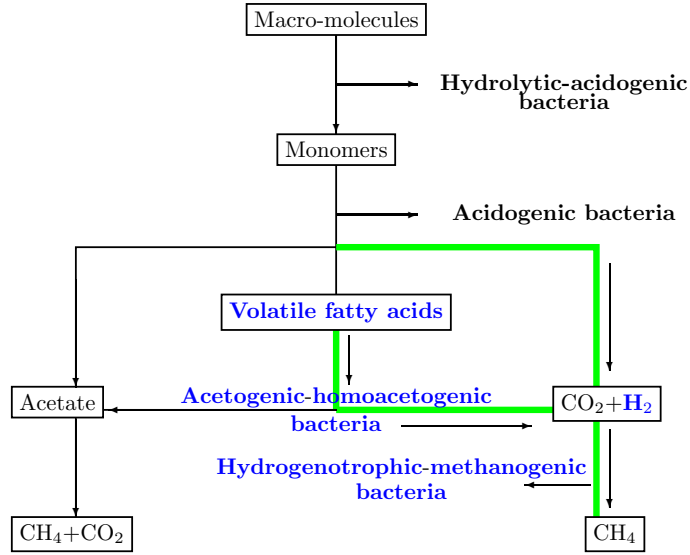 Macro-molecules
Hydrolytic-acidogenic
bacteria
Monomers
Acidogenic bacteria
Volatile fatty acids
Acetogenic-homoacetogenic
bacteria
Acetate
CO₂+H₂
Hydrogenotrophic-methanogenic
bacteria
CH₄+CO₂
CH₄